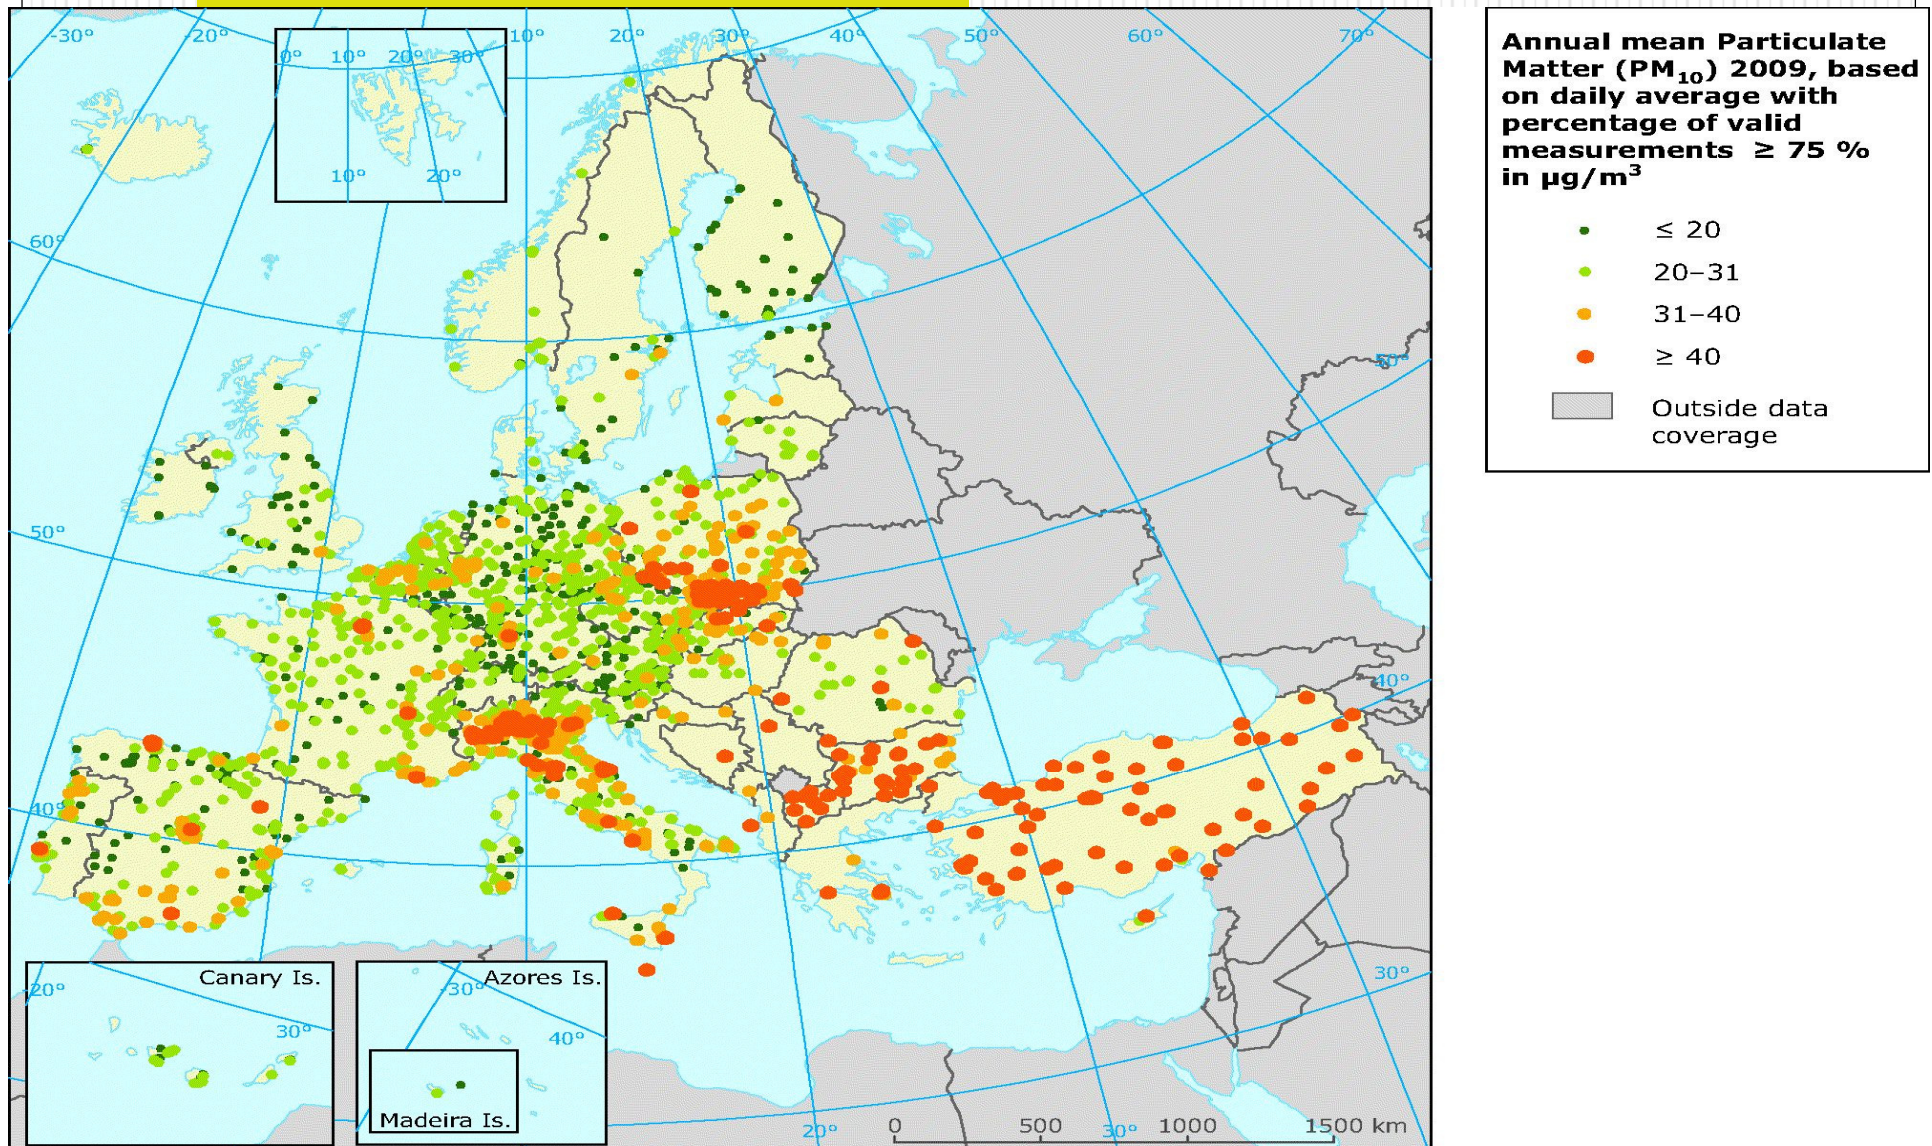 -30°
-20°
10°
20°
30°
40°
50°
60°
70°
0°
10°
20°
30°
10°
20°
60°
50°
40°
50°
40°
30°
20°
30°
Canary Is.
-20°
30°
Azores Is.
-30°
40°
Madeira Is.
0 500 1000 1500 km
Annual mean Particulate
Matter (PM₁₀) 2009, based
on daily average with
percentage of valid
measurements ≥ 75 %
in µg/m³
≤ 20
20–31
31–40
≥ 40
Outside data
coverage